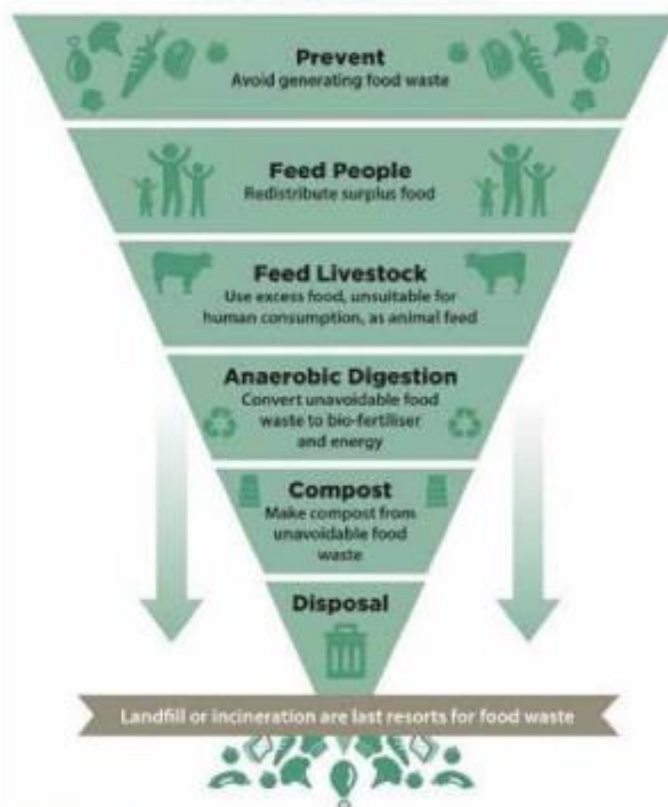 Prevent
Avoid generating food waste
Feed People
Redistribute surplus food
Feed Livestock
Use excess food, unsuitable for
human consumption, as animal feed
Anaerobic Digestion
Convert unavoidable food
waste to bio-fertiliser
and energy
Compost
Make compost from
unavoidable food
waste
Disposal
Landfill or incineration are last resorts for food waste